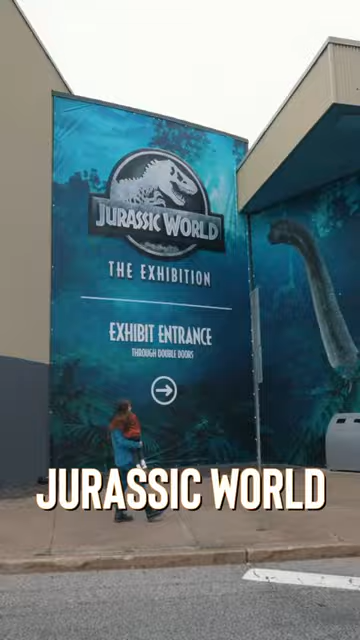 JURASSIC WORLD
THE EXHIBITION
EXHIBIT ENTRANCE
THROUGH DOUBLE DOORS
JURASSIC WORLD